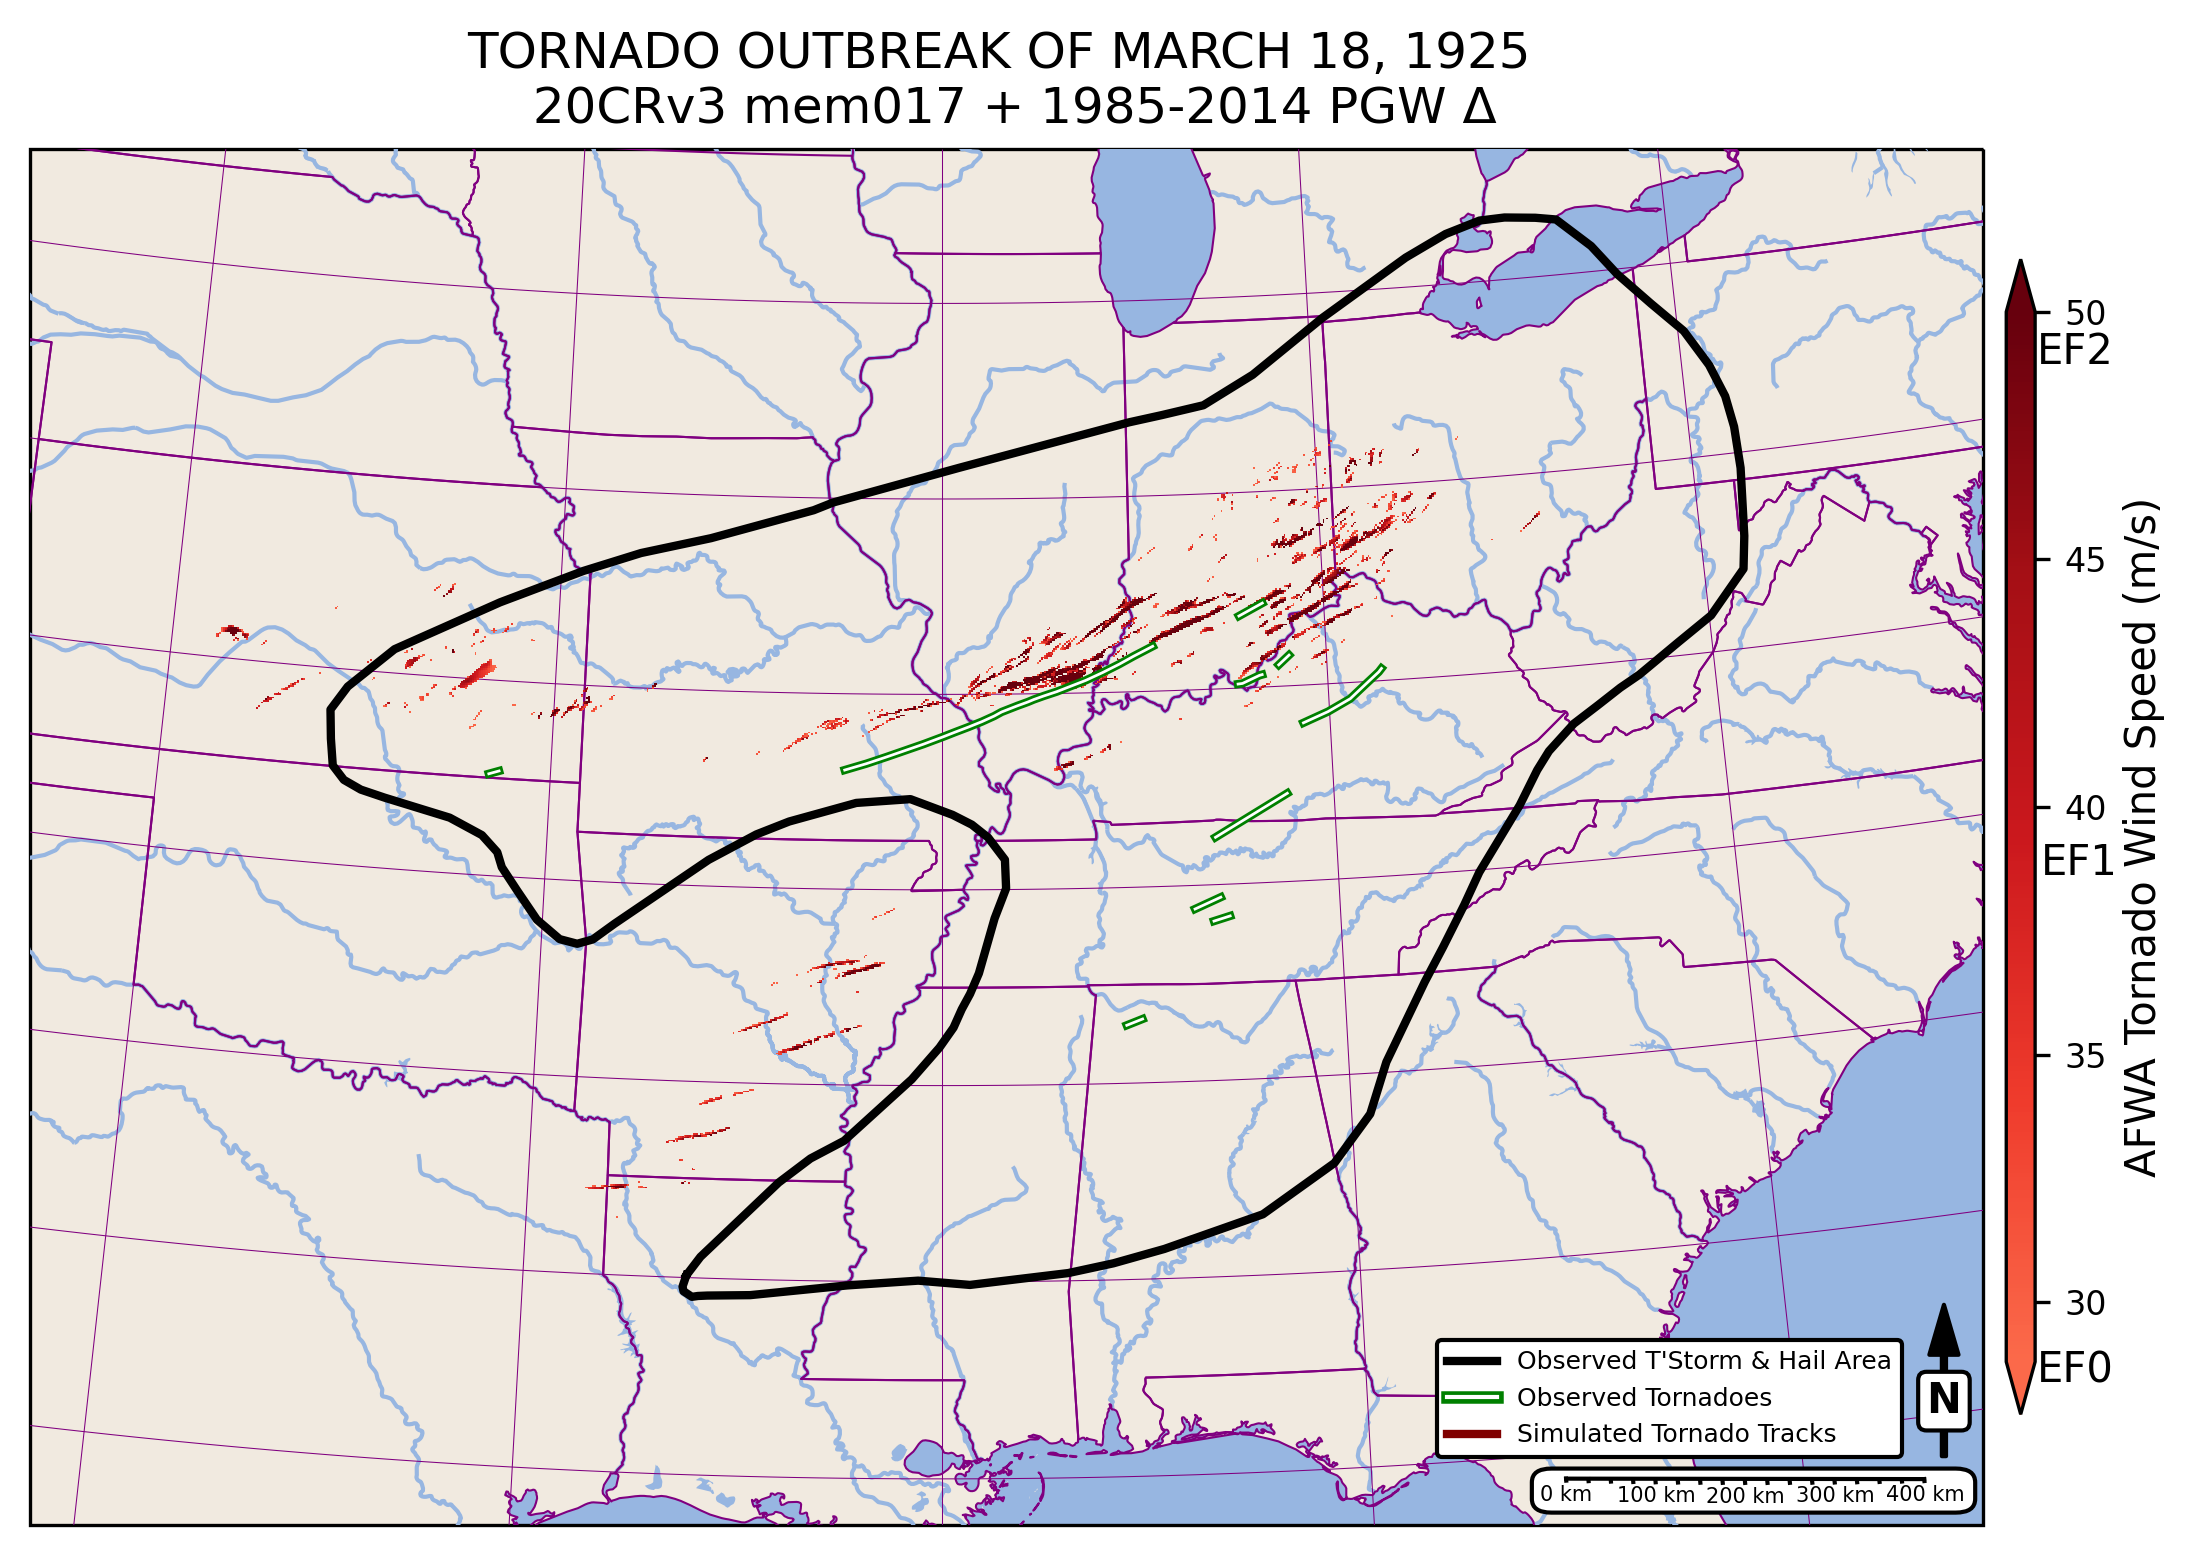 TORNADO OUTBREAK OF MARCH 18, 1925
20CRv3 mem017 + 1985-2014 PGW Δ
50
EF2
45
40
EF1
35
30
EF0
AFWA Tornado Wind Speed (m/s)
Observed T'Storm & Hail Area
Observed Tornadoes
Simulated Tornado Tracks
N
0 km 100 km 200 km 300 km 400 km